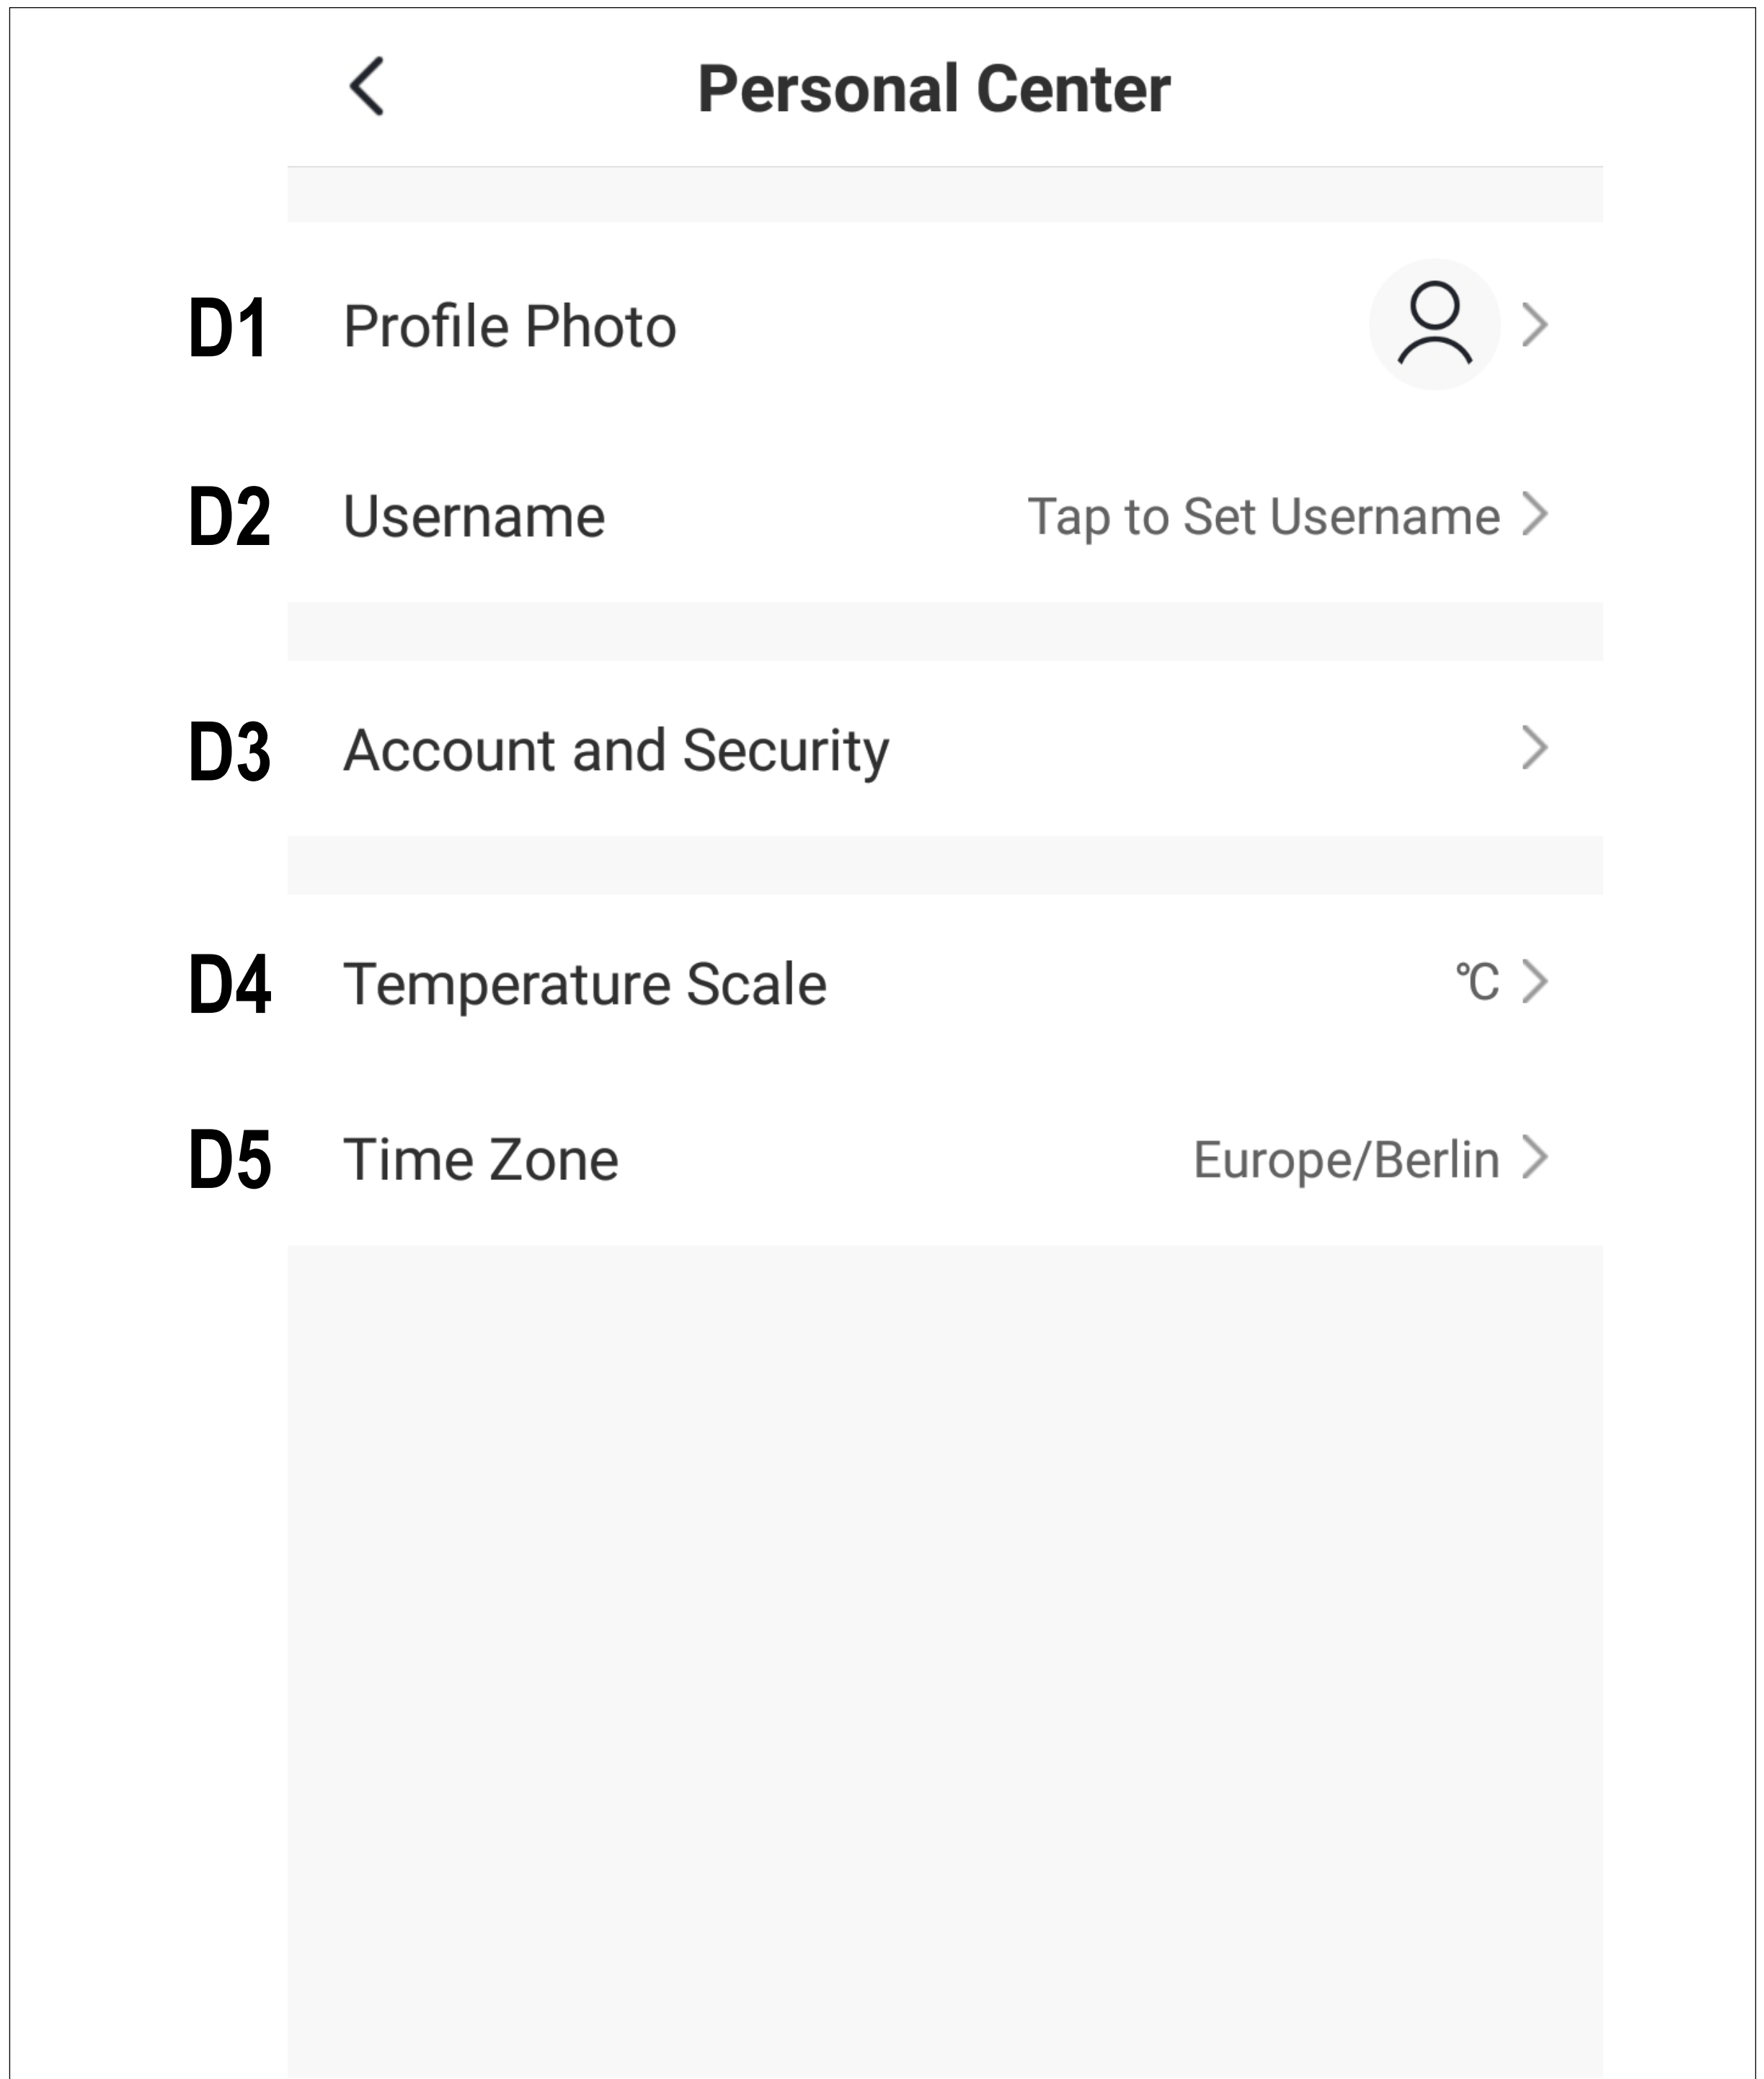 Personal Center
D1 Profile Photo
D2 Username Tap to Set Username
D3 Account and Security
D4 Temperature Scale ℃
D5 Time Zone Europe/Berlin